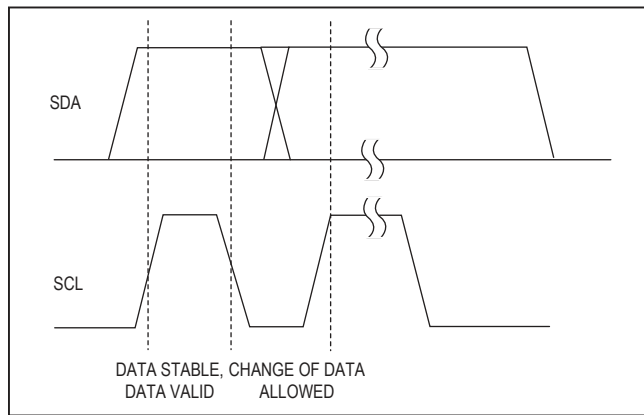 SDA
SCL
DATA STABLE,
DATA VALID
CHANGE OF DATA
ALLOWED